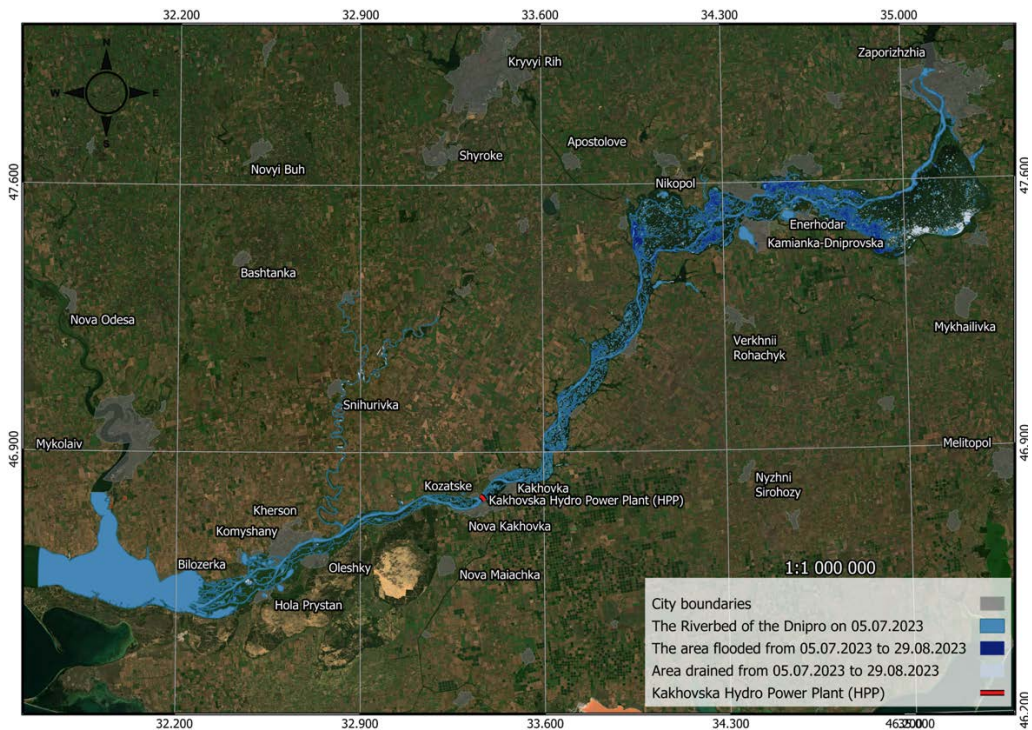 32.200 32.900 33.600 34.300 35.000
Zaporizhzhia
N
Kryvyi Rih
W E
S
Apostolove
Shyroke
Novyi Buh
47.600 Nikopol 47.600
Enerhodar
Kamianka-Dniprovska
Bashtanka
Mykhailivka
Nova Odesa
Verkhnii
Rohachyk
Snihurivka
46.900 Mykolaiv Melitopol 46.900
Kozatske Kakhovka Nyzhni
Sirohozy
Kakhovska Hydro Power Plant (HPP)
Kherson
Nova Kakhovka
Komyshany
Bilozerka Oleshky
Nova Maiachka
1:1 000 000
Hola Prystan
City boundaries
The Riverbed of the Dnipro on 05.07.2023
The area flooded from 05.07.2023 to 29.08.2023
Area drained from 05.07.2023 to 29.08.2023
Kakhovska Hydro Power Plant (HPP)
46.200
32.200 32.900 33.600 34.300 35.000